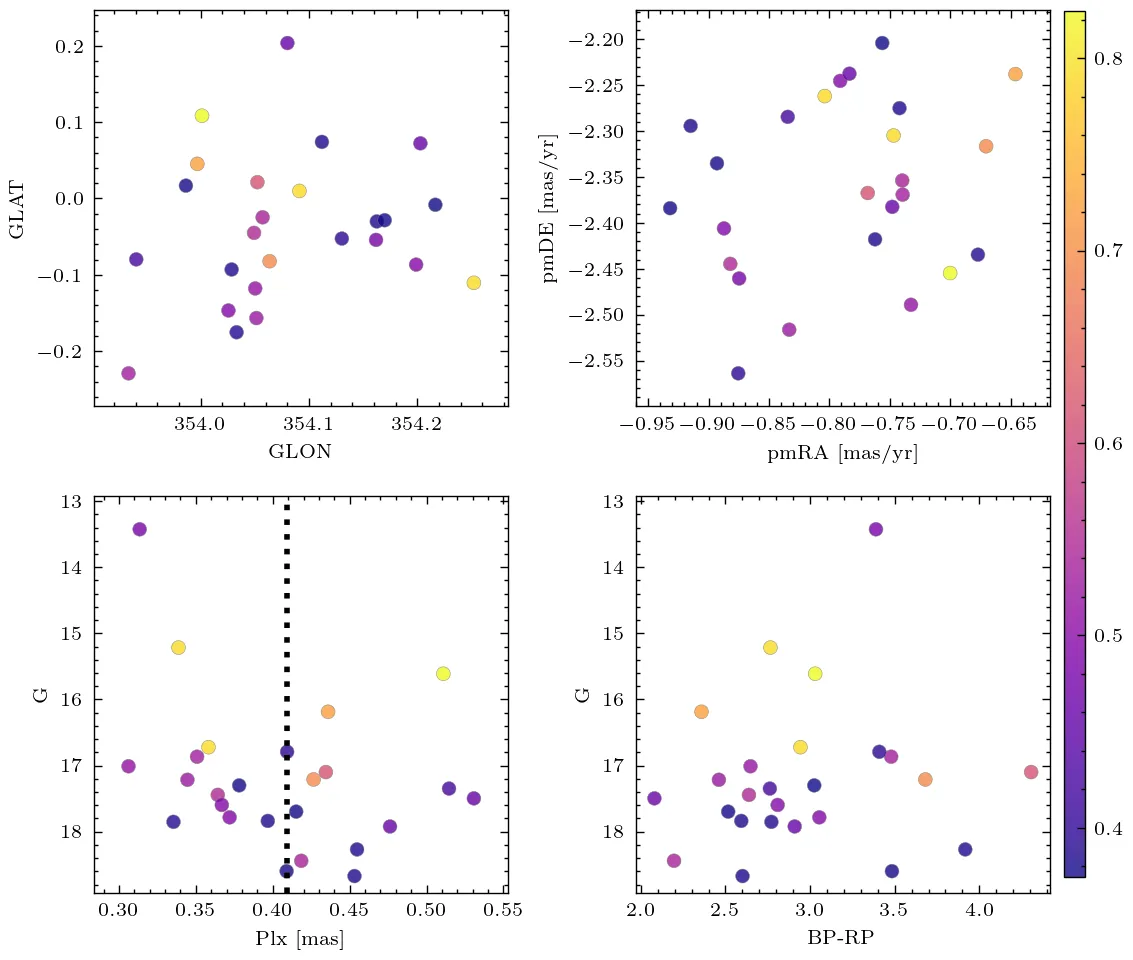 0.2
0.1
0.0
−0.1
−0.2
GLAT
354.0 354.1 354.2
GLON
−2.20
−2.25
−2.30
−2.35
−2.40
−2.45
−2.50
−2.55
pmDE [mas/yr]
−0.95 −0.90 −0.85 −0.80 −0.75 −0.70 −0.65
pmRA [mas/yr]
13
14
15
16
17
18
G
0.30 0.35 0.40 0.45 0.50 0.55
Plx [mas]
13
14
15
16
17
18
G
2.0 2.5 3.0 3.5 4.0
BP-RP
0.8
0.7
0.6
0.5
0.4